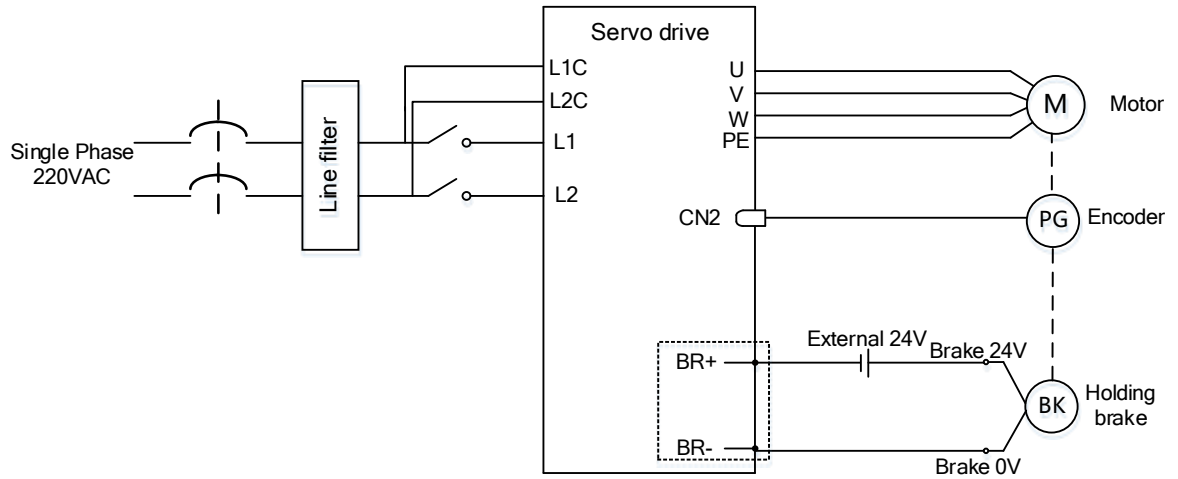 Servo drive
L1C
L2C
L1
L2
U
V
W
PE
M
Motor
Single Phase
220VAC
Line filter
CN2
PG
Encoder
External 24V
Brake 24V
BR+
BK
Holding
brake
BR-
Brake 0V